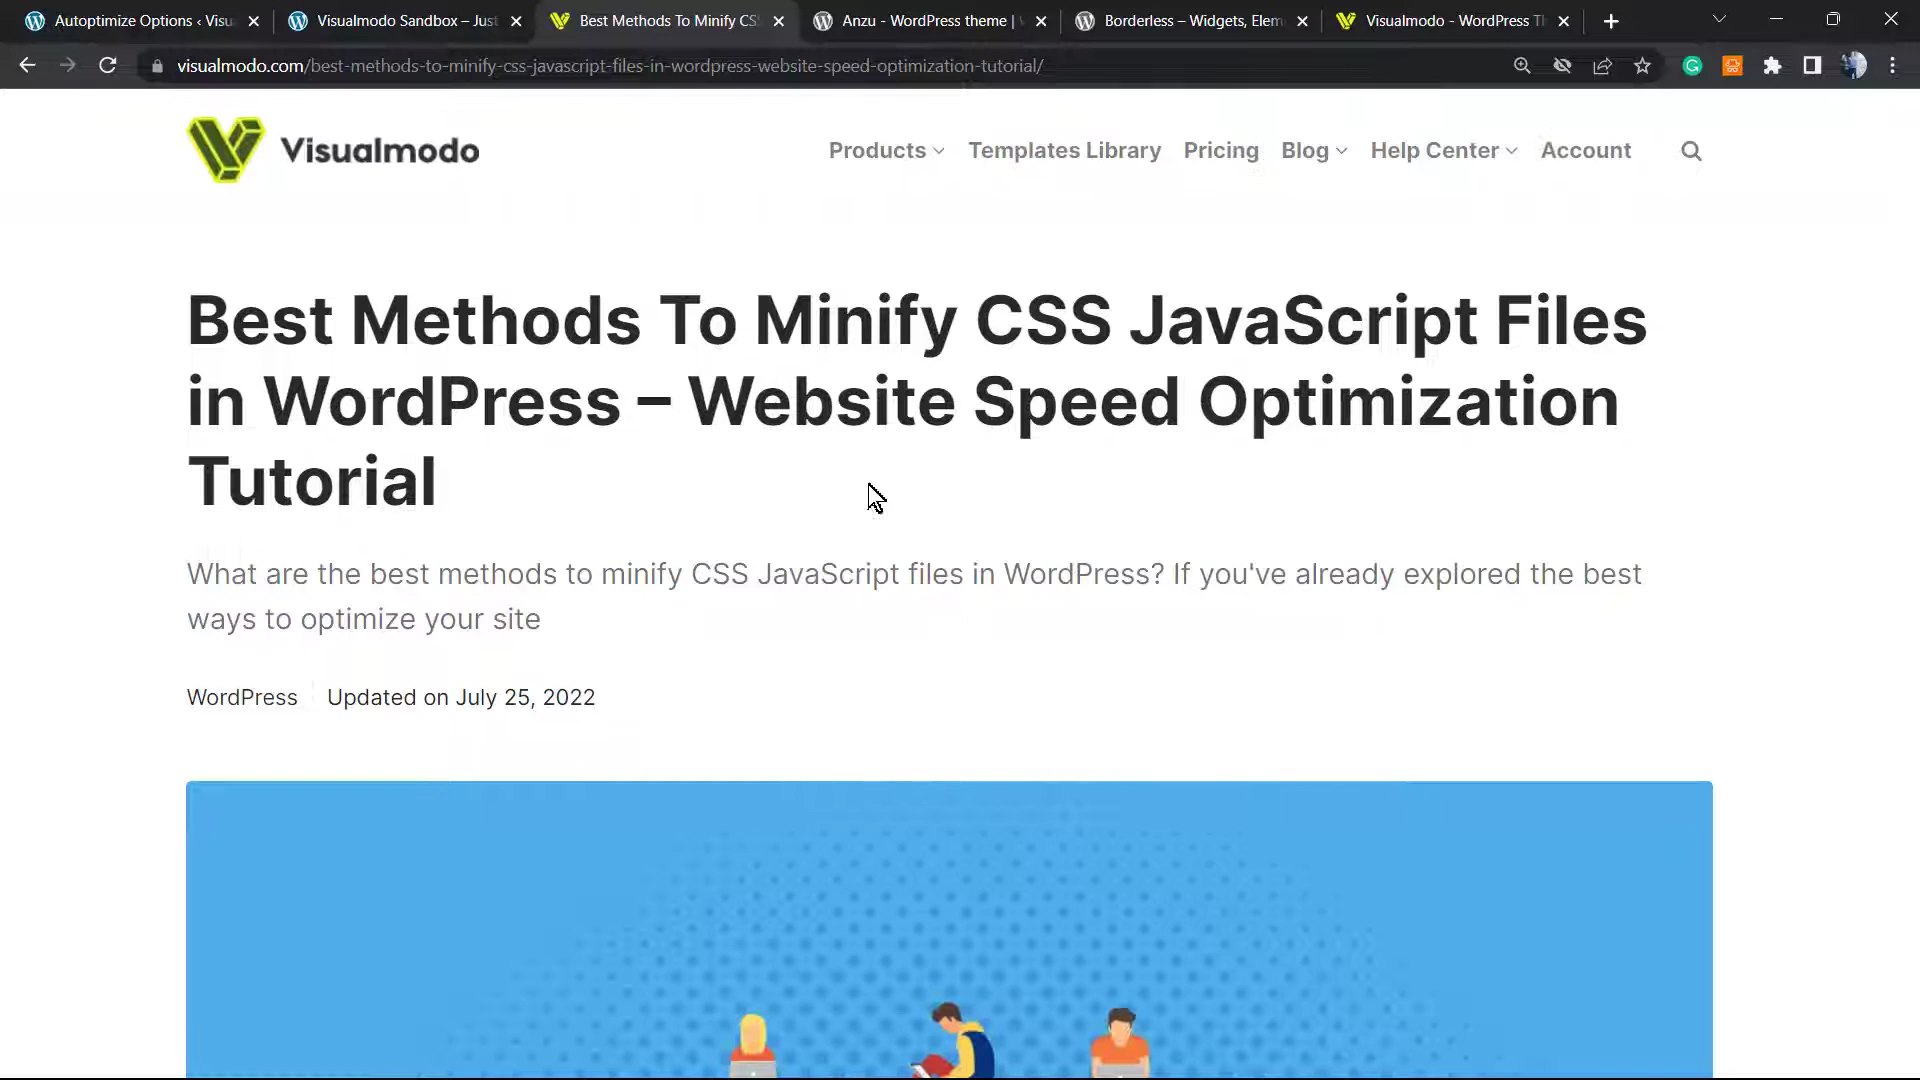 Autoptimize Options ‹ Visu
Visualmodo Sandbox – Just
Best Methods To Minify CS
Anzu - WordPress theme |
Borderless – Widgets, Elem
Visualmodo - WordPress Th
visualmodo.com/best-methods-to-minify-css-javascript-files-in-wordpress-website-speed-optimization-tutorial/
Visualmodo
Products
Templates Library
Pricing
Blog
Help Center
Account
Best Methods To Minify CSS JavaScript Files
in WordPress – Website Speed Optimization
Tutorial
What are the best methods to minify CSS JavaScript files in WordPress? If you've already explored the best
ways to optimize your site
WordPress
Updated on July 25, 2022